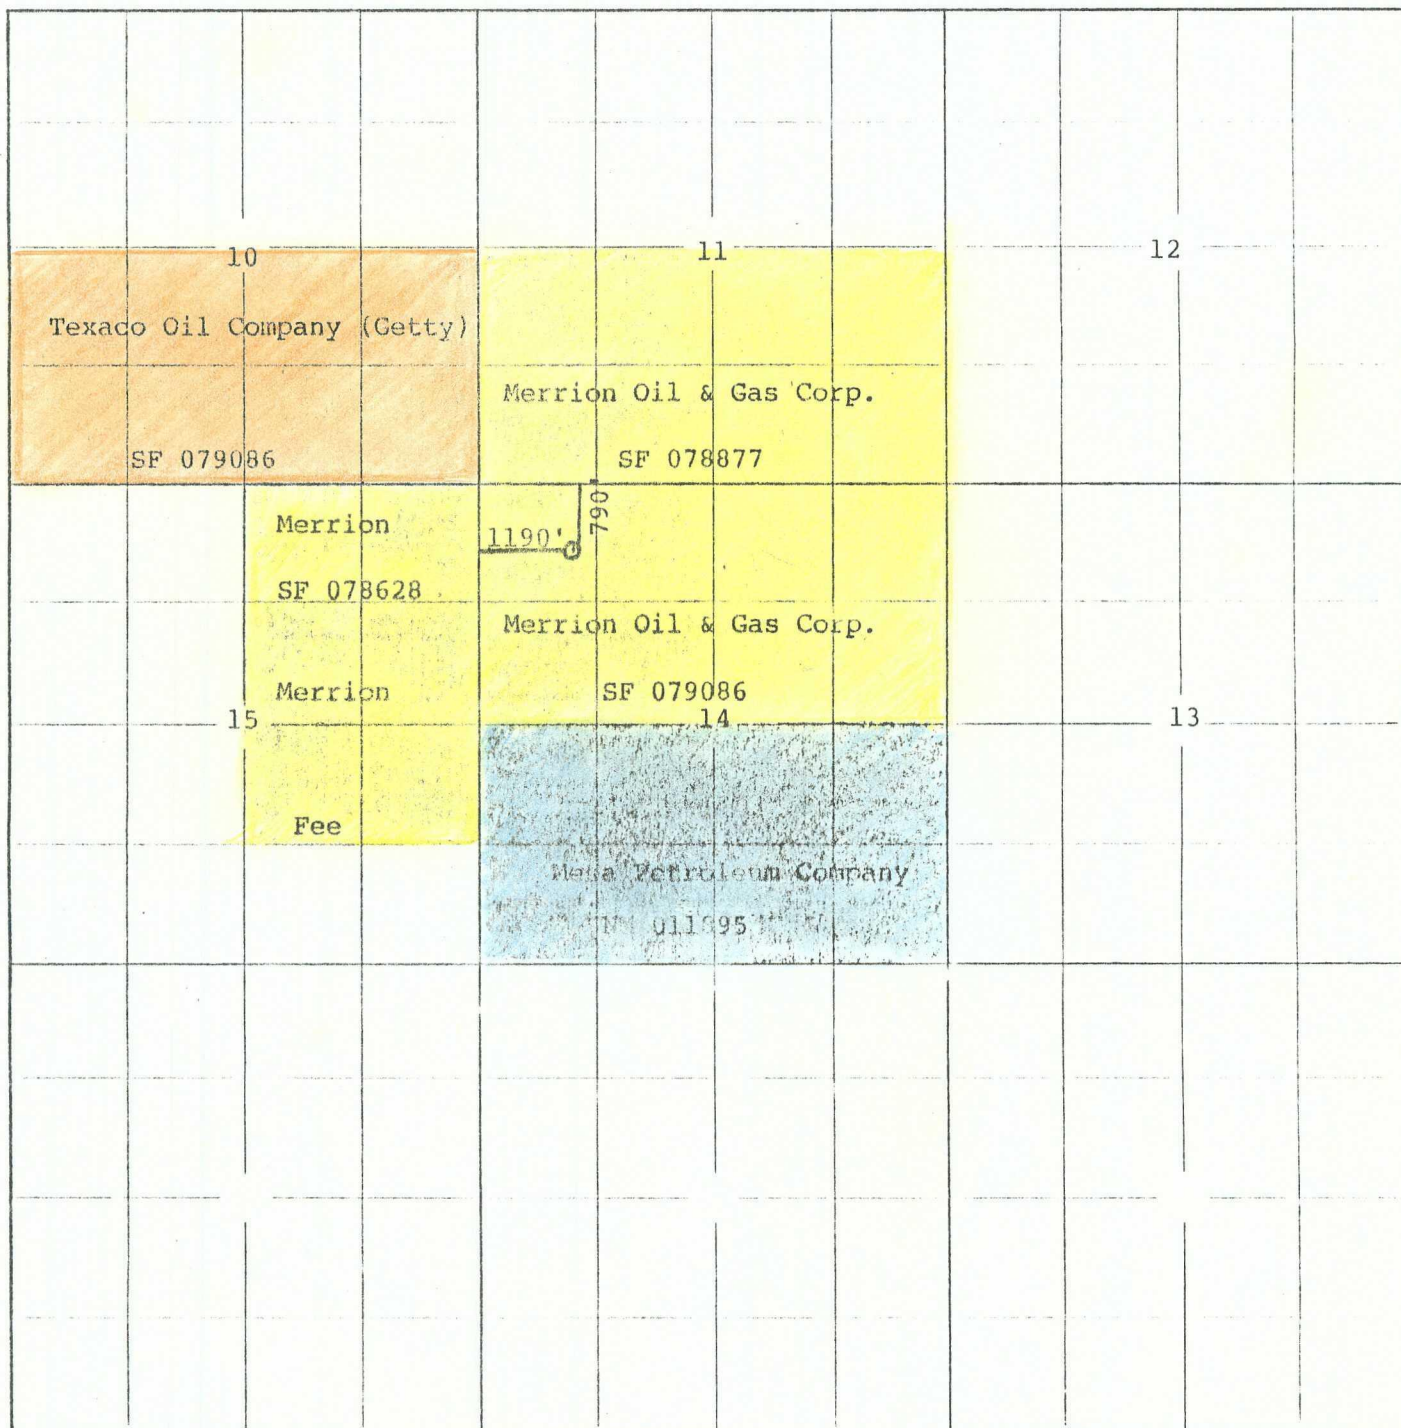 10
11
12
Texaco Oil Company (Getty)
Merrion Oil & Gas Corp.
SF 079086
SF 078877
Merrion
1190'
790
SF 078628
Merrion Oil & Gas Corp.
Merrion
SF 079086
15
14
13
Fee
Mesa Petroleum Company